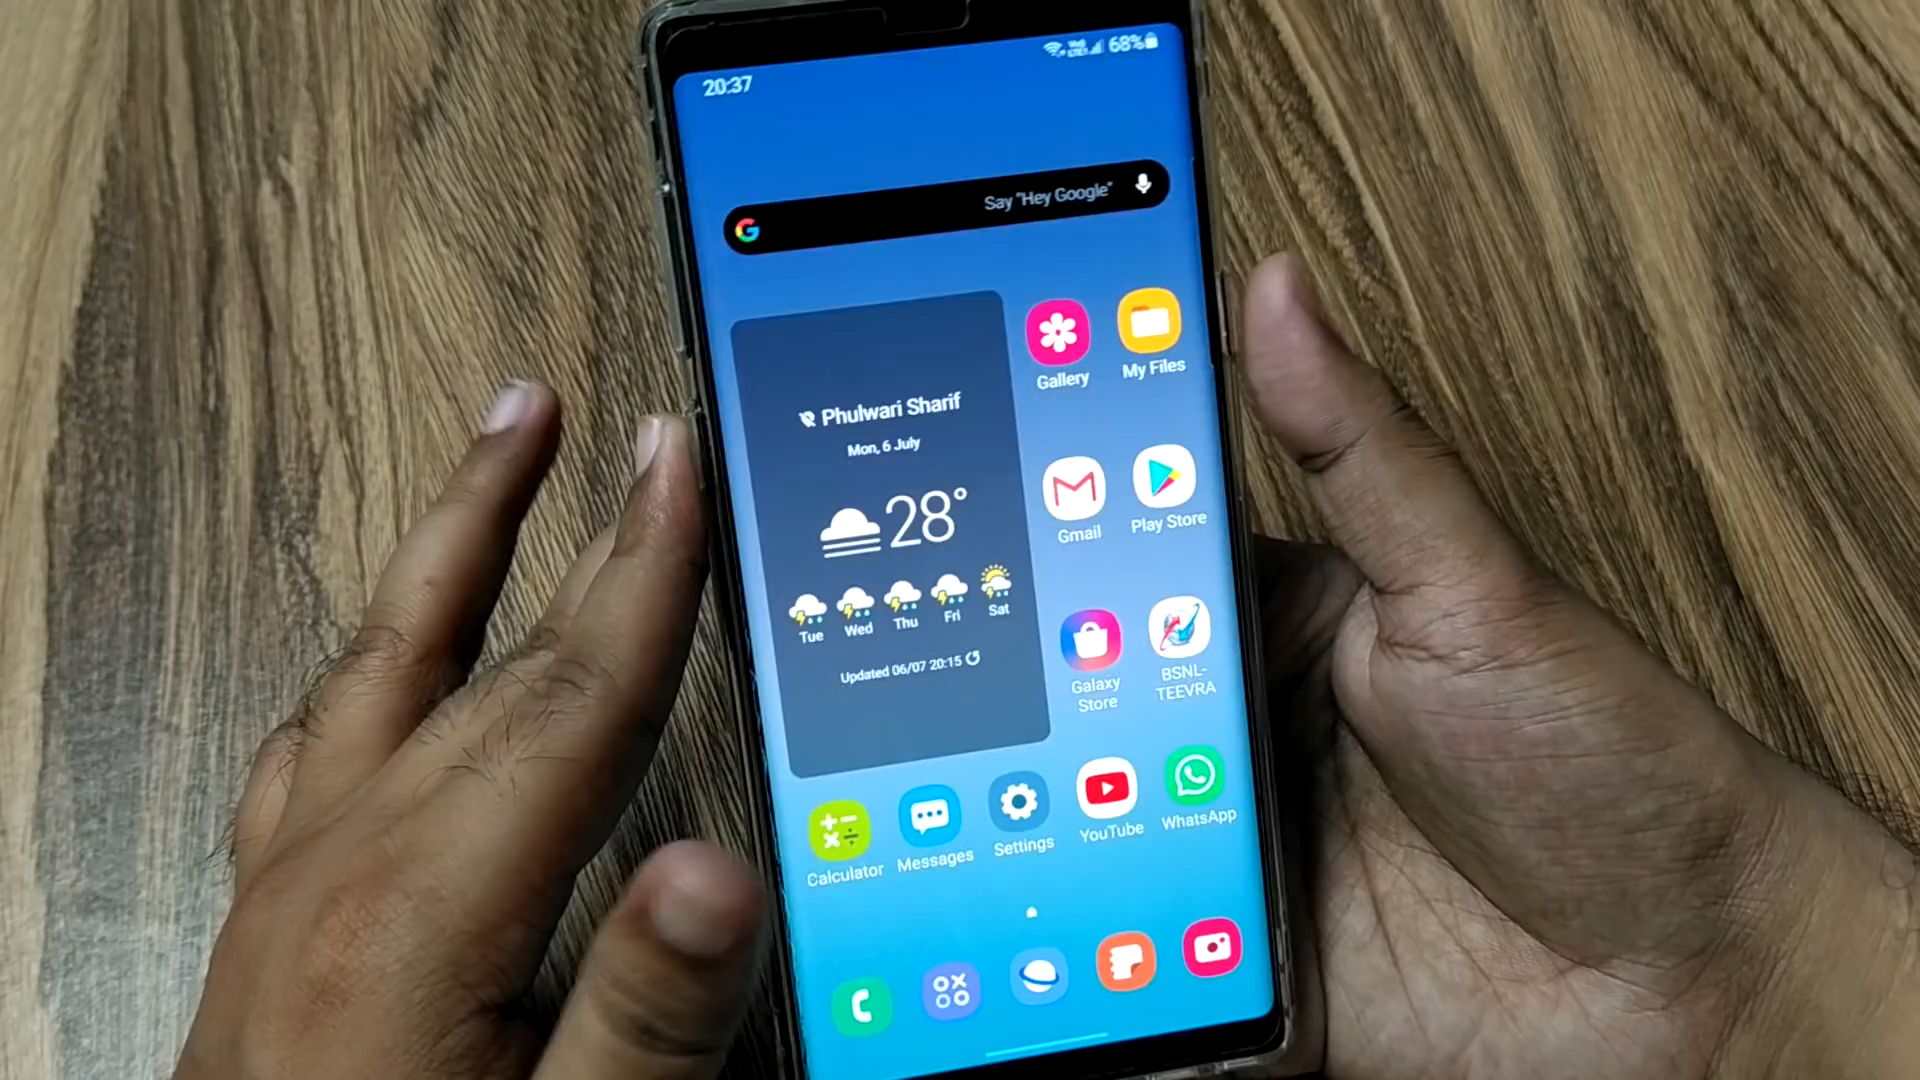 20:37
68%
Say "Hey Google"
Phulwari Sharif
Mon, 6 July
28°
Tue Wed Thu Fri Sat
Updated 06/07 20:15
Gallery
My Files
Gmail
Play Store
Galaxy
Store
BSNL-
TEEVRA
Calculator
Messages
Settings
YouTube
WhatsApp